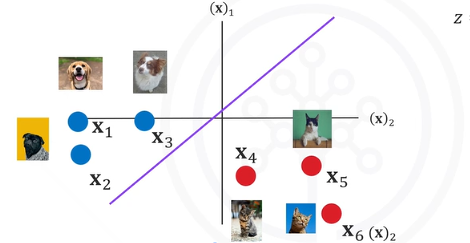 (𝐱)₁
z =
(𝐱)₂
𝐱₁
𝐱₃
𝐱₂
𝐱₄
𝐱₅
𝐱₆ (𝐱)₂